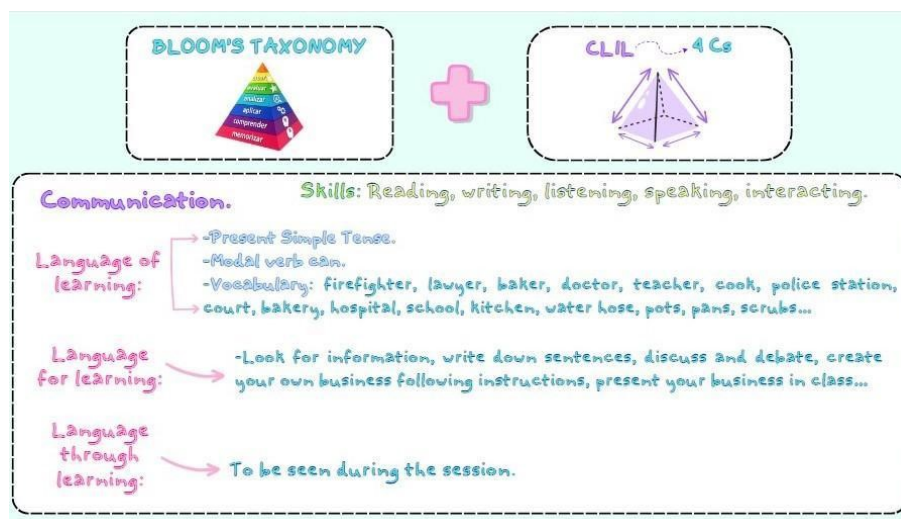 BLOOM'S TAXONOMY
CLIL
4 Cs
crear
evaluar
analizar
aplicar
comprender
memorizar
Communication.
Skills: Reading, writing, listening, speaking, interacting.
Language of
learning:
-Present Simple Tense.
-Modal verb can.
-Vocabulary: firefighter, lawyer, baker, doctor, teacher, cook, police station,
court, bakery, hospital, school, kitchen, water hose, pots, pans, scrubs...
Language
for learning:
-Look for information, write down sentences, discuss and debate, create
your own business following instructions, present your business in class...
Language
through
learning:
To be seen during the session.